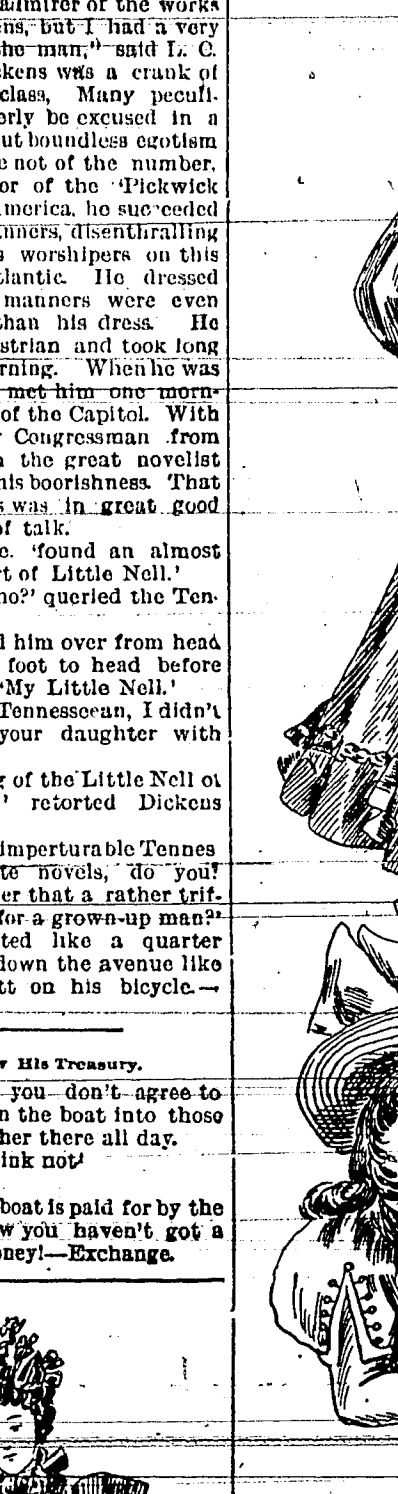 admirer of the works
ens, but I had a very
he man," said L. C.
kens was a crank of
class, Many peculi-
erly be excused in a
ut boundless egotism
e not of the number.
or of the 'Pickwick
merica, he succeeded
nners, disenthralling
s worshipers on this
tlantic. He dressed
manners were even
than his dress. He
strian and took long
rning. When he was
met him one morn-
of the Capitol. With
r Congressman from
n the great novelist
his boorishness. That
s was in great good
of talk.
e. 'found an almost
t of Little Nell.'
ho?' queried the Ten-
d him over from head
foot to head before
'My Little Nell.'
Tennesseean, I didn't
your daughter with
g of the Little Nell of
' retorted Dickens
imperturable Tennes
te novels, do you?
er that a rather trif-
for a grown-up man?'
ted like a quarter
down the avenue like
tt on his bicycle.—
His Treasury.
you don't agree to
n the boat into those
her there all day.
ink not!
boat is paid for by the
w you haven't got a
oney!—Exchange.